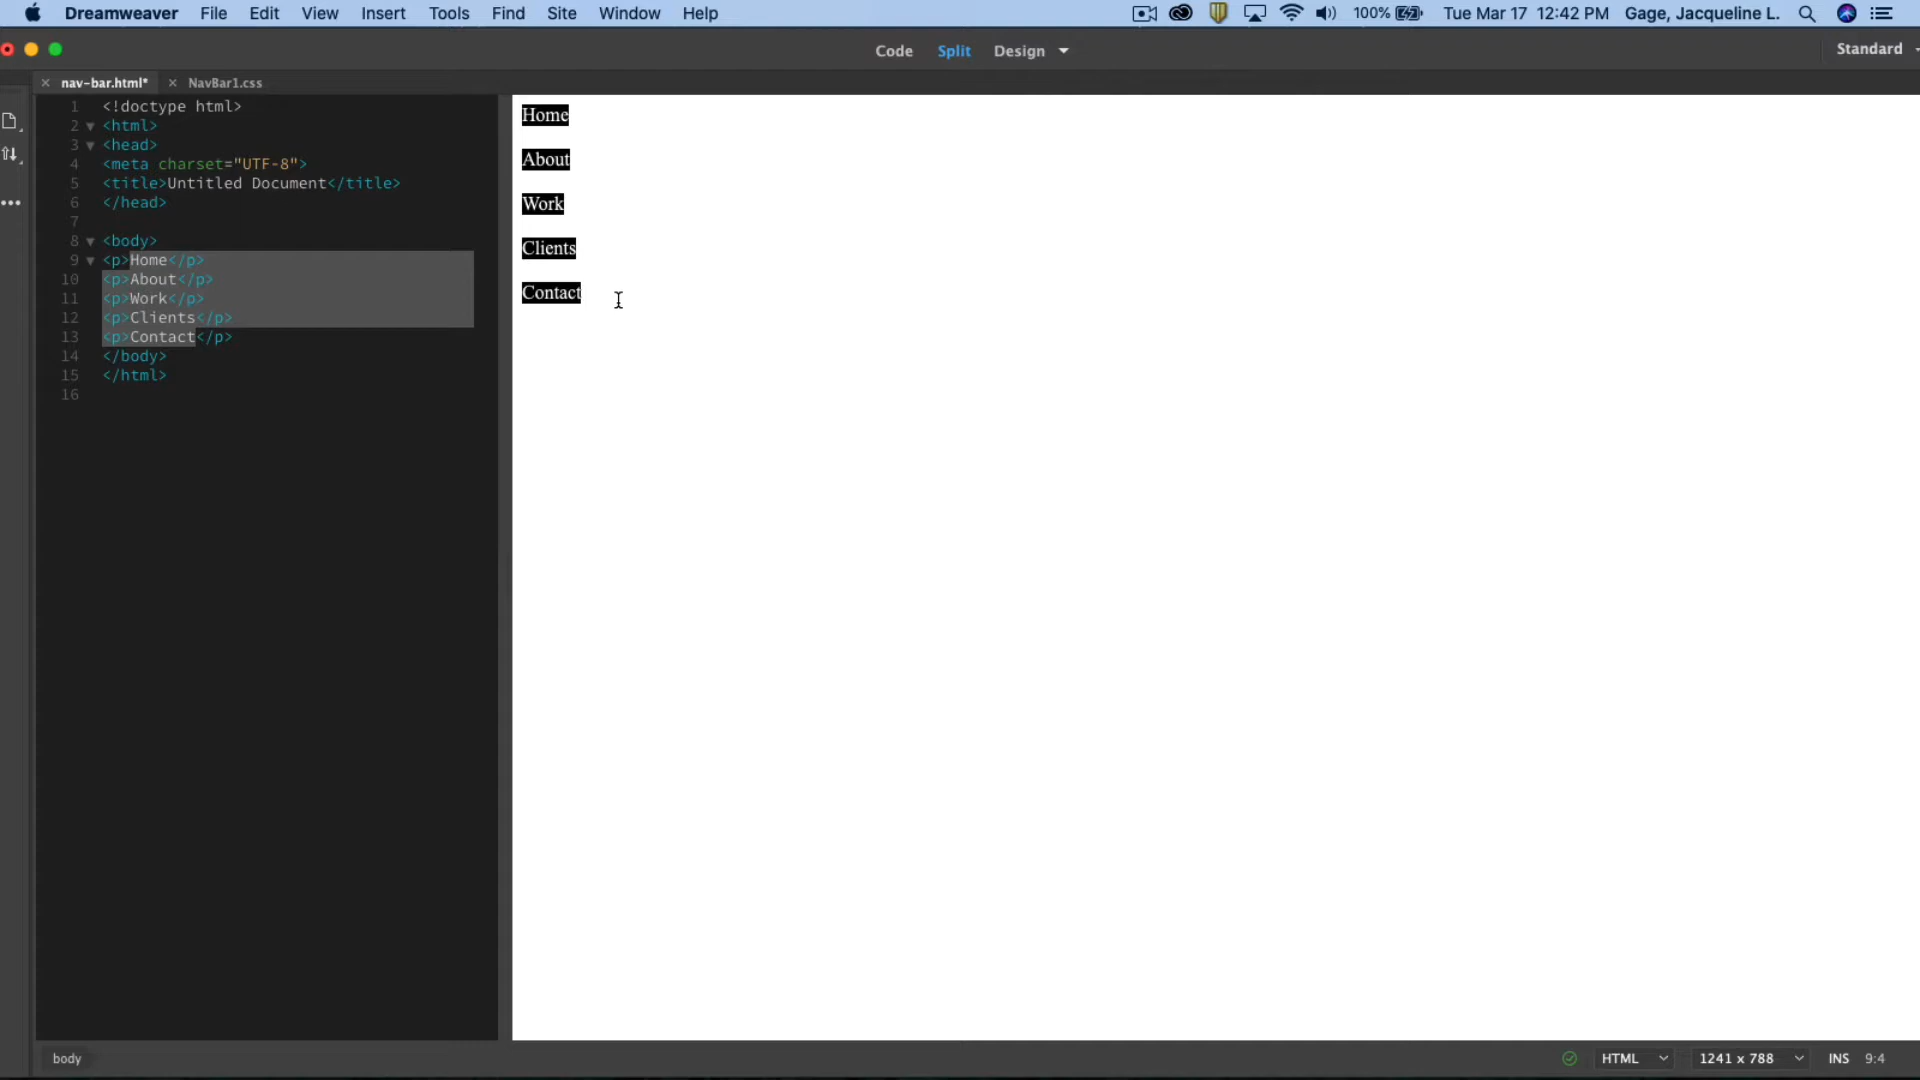 Dreamweaver File Edit View Insert Tools Find Site Window Help 100% Tue Mar 17 12:42 PM Gage, Jacqueline L.
Code Split Design Standard
nav-bar.html* NavBar1.css
1 <!doctype html>
2 <html>
3 <head>
4 <meta charset="UTF-8">
5 <title>Untitled Document</title>
6 </head>
7
8 <body>
9 <p>Home</p>
10 <p>About</p>
11 <p>Work</p>
12 <p>Clients</p>
13 <p>Contact</p>
14 </body>
15 </html>
16
Home
About
Work
Clients
Contact
body HTML 1241 x 788 INS 9:4